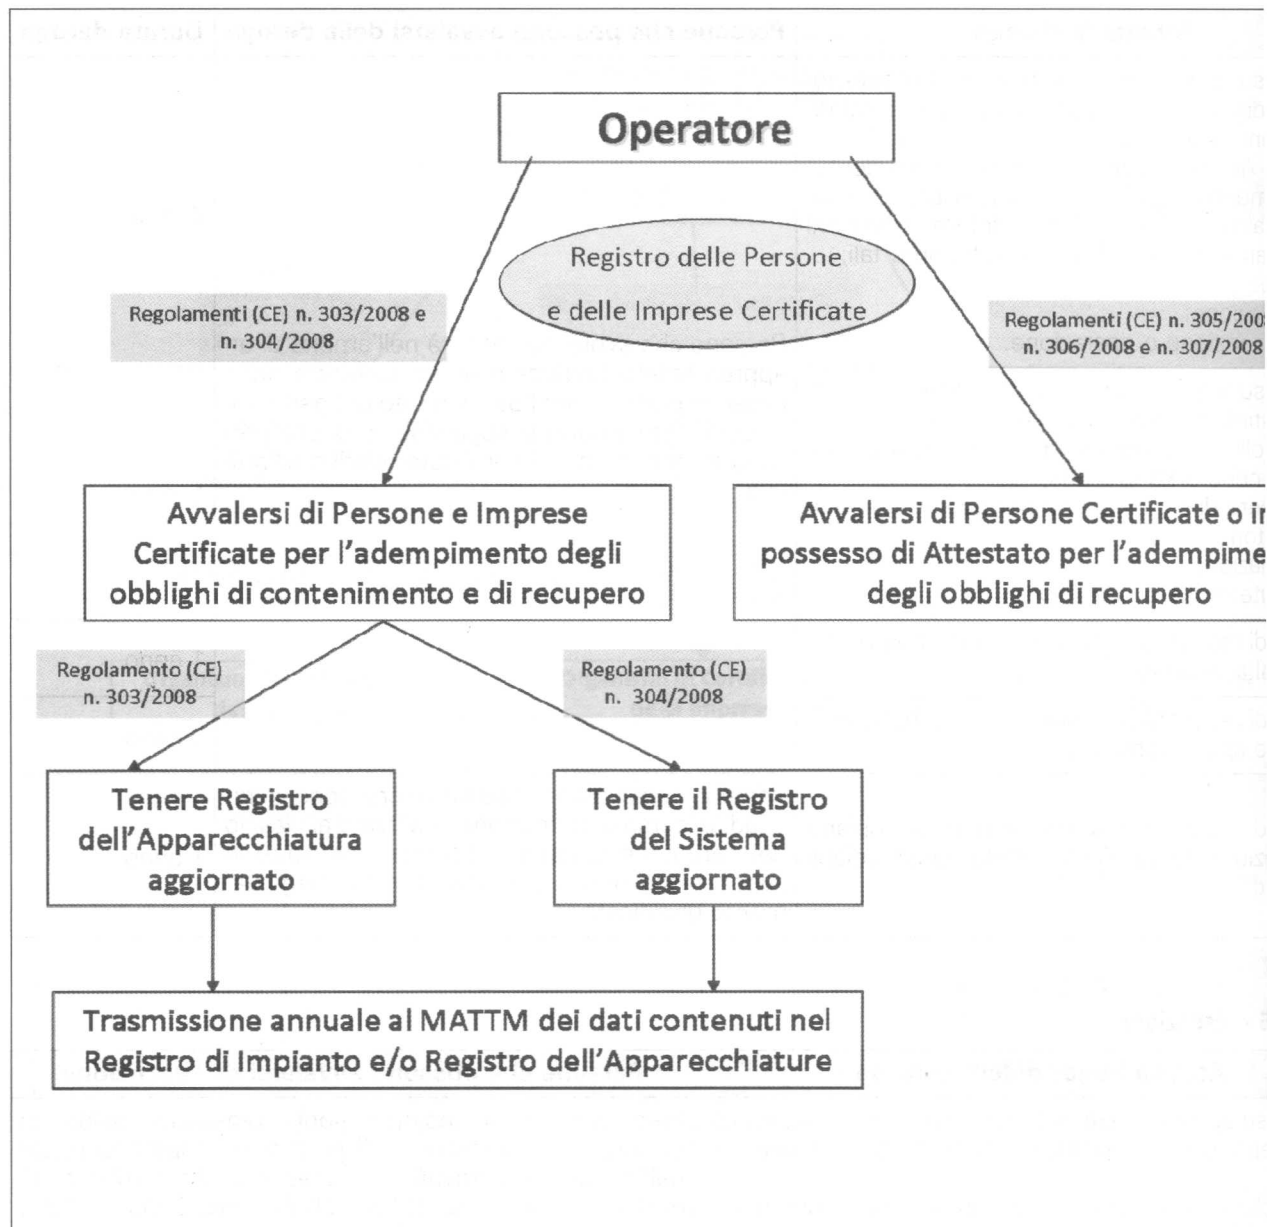 Operatore
Registro delle Persone
e delle Imprese Certificate
Regolamenti (CE) n. 303/2008 e
n. 304/2008
Regolamenti (CE) n. 305/200
n. 306/2008 e n. 307/2008
Avvalersi di Persone e Imprese
Certificate per l'adempimento degli
obblighi di contenimento e di recupero
Avvalersi di Persone Certificate o in
possesso di Attestato per l'adempime
degli obblighi di recupero
Regolamento (CE)
n. 303/2008
Regolamento (CE)
n. 304/2008
Tenere Registro
dell'Apparecchiatura
aggiornato
Tenere il Registro
del Sistema
aggiornato
Trasmissione annuale al MATTM dei dati contenuti nel
Registro di Impianto e/o Registro dell'Apparecchiature